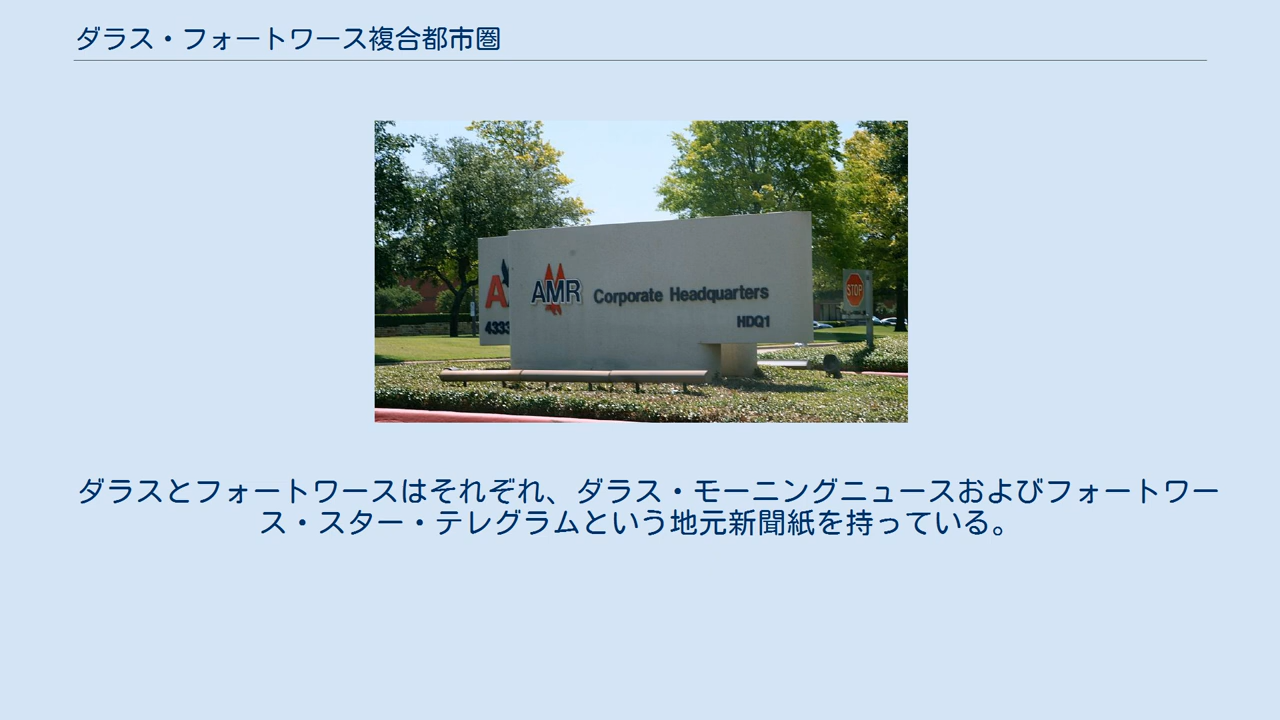 ダラス・フォートワース複合都市圏
A
4333
AMR Corporate Headquarters
HDQ1
STOP
ダラスとフォートワースはそれぞれ、ダラス・モーニングニュースおよびフォートワー
ス・スター・テレグラムという地元新聞紙を持っている。